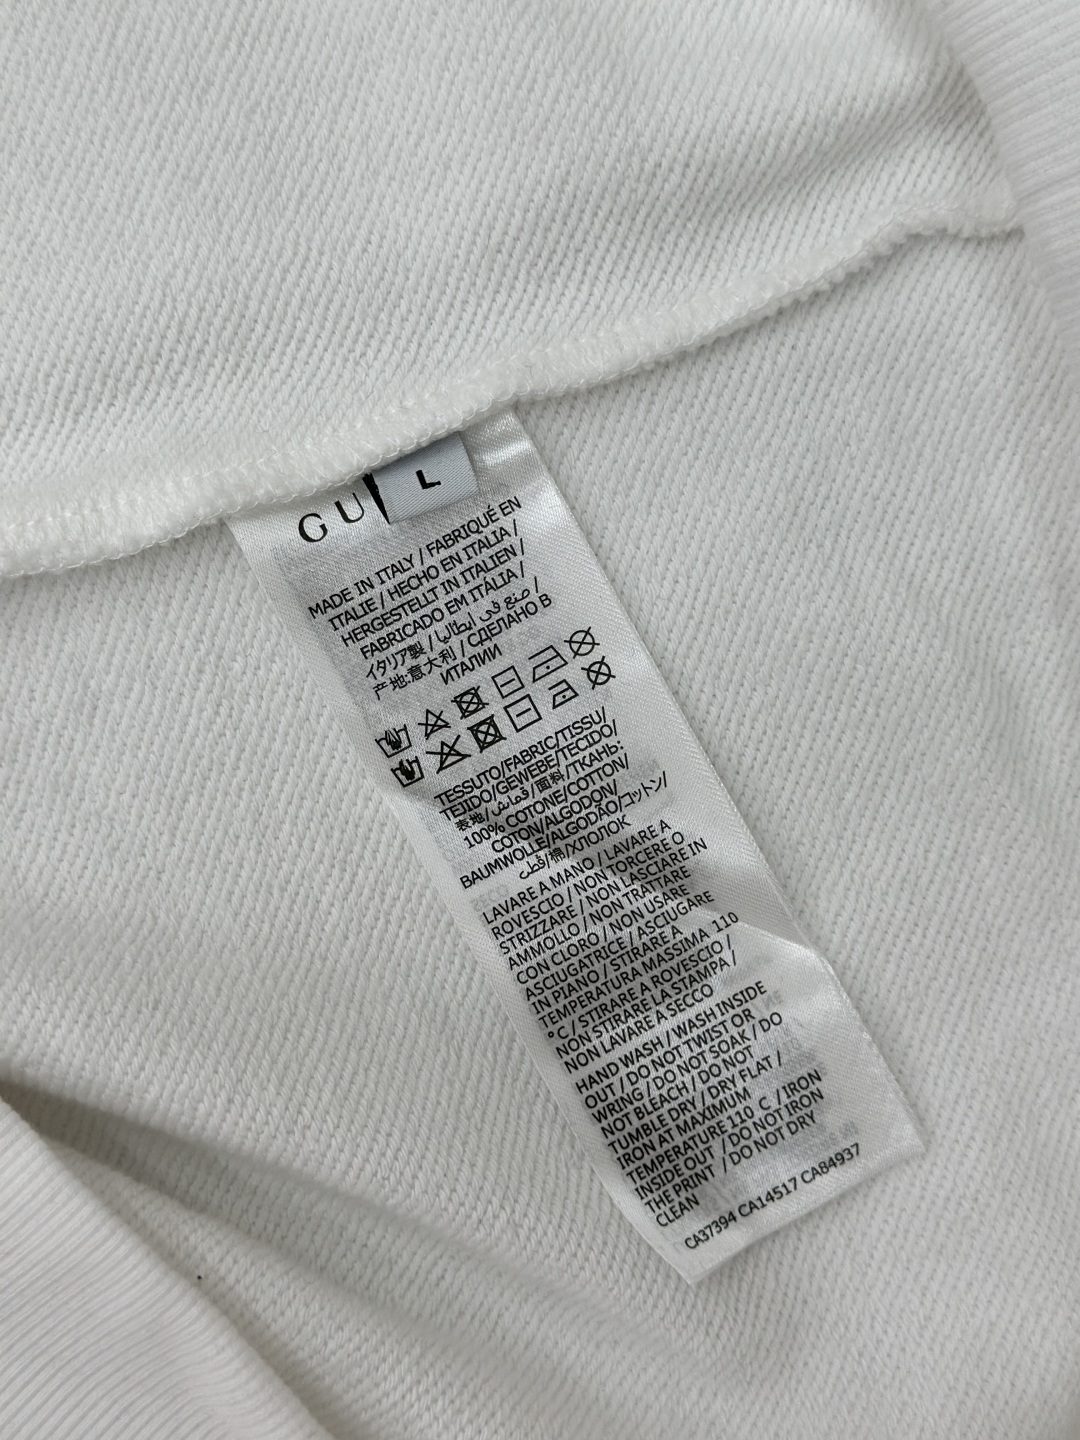 GU
L
MADE IN ITALY / FABRIQUÉ EN
ITALIE / HECHO EN ITALIA /
HERGESTELLT IN ITALIEN /
FABRICADO EM ITÁLIA /
イタリア製 / صنع في إيطاليا /
产地:意大利 / СДЕЛАНО В
ИТАЛИИ
TESSUTO/FABRIC/TISSU/
TEJIDO/GEWEBE/TECIDO/
表地/قماش/面料/ТКАНЬ:
100% COTONE/COTTON/
COTON/ALGODON/
BAUMWOLLE/ALGODÃO/コットン/
قطن/棉/ХЛОПОК
LAVARE A MANO / LAVARE A
ROVESCIO / NON TORCERE O
STRIZZARE / NON LASCIARE IN
AMMOLLO / NON TRATTARE
CON CLORO / NON USARE
ASCIUGATRICE / ASCIUGARE
IN PIANO / STIRARE A
TEMPERATURA MASSIMA 110
°C / STIRARE A ROVESCIO /
NON STIRARE LA STAMPA /
NON LAVARE A SECCO
HAND WASH / WASH INSIDE
OUT / DO NOT TWIST OR
WRING / DO NOT SOAK / DO
NOT BLEACH / DO NOT
TUMBLE DRY / DRY FLAT /
IRON AT MAXIMUM
TEMPERATURE 110 C / IRON
INSIDE OUT / DO NOT IRON
THE PRINT / DO NOT DRY
CLEAN
CA37394 CA14517 CA84937